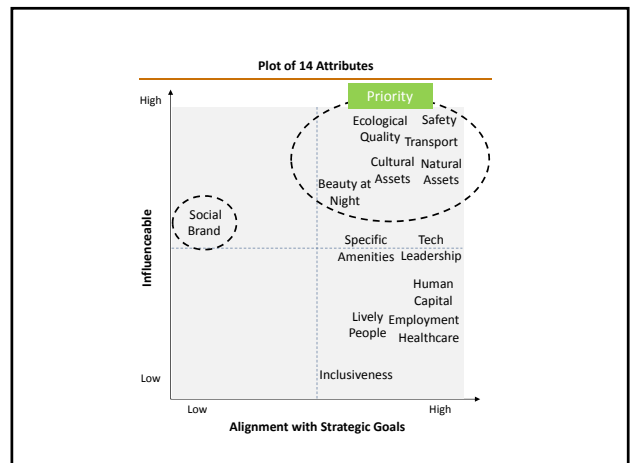 Plot of 14 Attributes
Priority
High
Ecological
Quality
Safety
Transport
Cultural
Assets
Natural
Assets
Beauty at
Night
Social
Brand
Specific
Amenities
Tech
Leadership
Human
Capital
Lively
People
Employment
Healthcare
Inclusiveness
Influenceable
Low
Low
High
Alignment with Strategic Goals